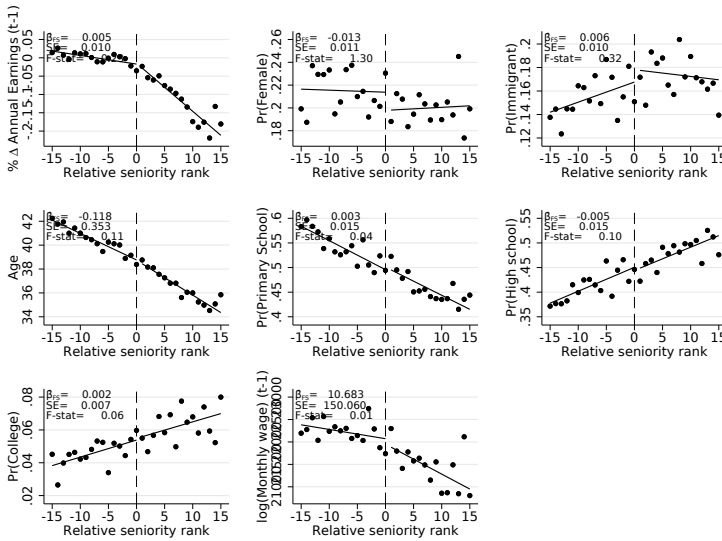 % Δ Annual Earnings (t-1)
.05
0
-.05
-.1
-.15
-.2
βFS= 0.005
SE= 0.010
F-stat=
-15 -10 -5 0 5 10 15
Relative seniority rank
Pr(Female)
.26
.24
.22
.2
.18
βFS= -0.013
SE= 0.011
F-stat= 1.30
-15 -10 -5 0 5 10 15
Relative seniority rank
Pr(Immigrant)
.2
.18
.16
.14
.12
βFS= 0.006
SE= 0.010
F-stat= 0.32
-15 -10 -5 0 5 10 15
Relative seniority rank
Age
42
40
38
36
34
βFS= -0.118
SE= 0.353
F-stat= 0.11
-15 -10 -5 0 5 10 15
Relative seniority rank
Pr(Primary School)
.6
.55
.5
.45
.4
βFS= 0.003
SE= 0.015
F-stat= 0.04
-15 -10 -5 0 5 10 15
Relative seniority rank
Pr(High school)
.55
.5
.45
.4
.35
βFS= -0.005
SE= 0.015
F-stat= 0.10
-15 -10 -5 0 5 10 15
Relative seniority rank
Pr(College)
.08
.06
.04
.02
βFS= 0.002
SE= 0.007
F-stat= 0.06
-15 -10 -5 0 5 10 15
Relative seniority rank
log(Monthly wage) (t-1)
βFS= 10.683
SE= 150.060
F-stat= 0.01
-15 -10 -5 0 5 10 15
Relative seniority rank